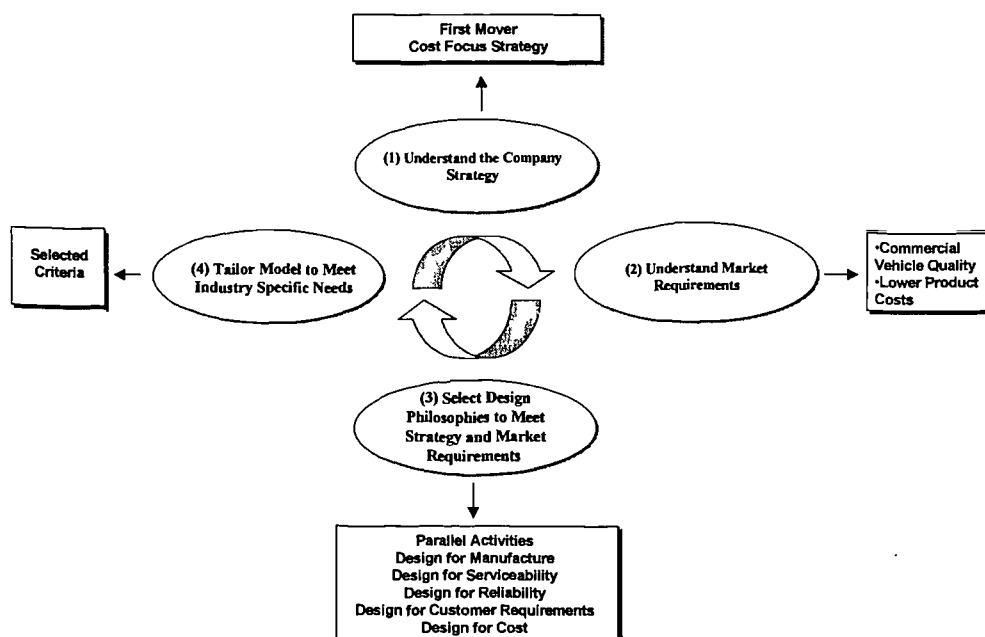 First Mover
Cost Focus Strategy
(1) Understand the Company
Strategy
Selected
Criteria
(4) Tailor Model to Meet
Industry Specific Needs
(2) Understand Market
Requirements
•Commercial
Vehicle Quality
•Lower Product
Costs
(3) Select Design
Philosophies to Meet
Strategy and Market
Requirements
Parallel Activities
Design for Manufacture
Design for Serviceability
Design for Reliability
Design for Customer Requirements
Design for Cost